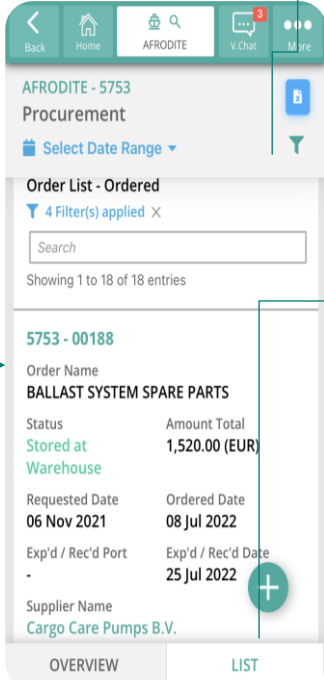 Back
Home
AFRODITE
V.Chat
3
More
AFRODITE - 5753
Procurement
Select Date Range
Order List - Ordered
4 Filter(s) applied
Search
Showing 1 to 18 of 18 entries
5753 - 00188
Order Name
BALLAST SYSTEM SPARE PARTS
Status Amount Total
Stored at 1,520.00 (EUR)
Warehouse
Requested Date Ordered Date
06 Nov 2021 08 Jul 2022
Exp'd / Rec'd Port Exp'd / Rec'd Date
- 25 Jul 2022
Supplier Name
Cargo Care Pumps B.V.
OVERVIEW LIST